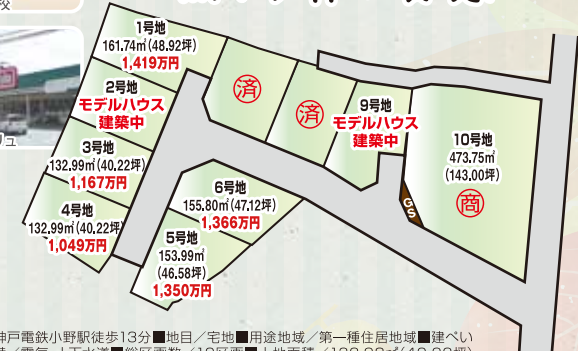 1号地
161.74㎡(48.92坪)
1,419万円
2号地
モデルハウス
建築中
3号地
132.99㎡(40.22坪)
1,167万円
4号地
132.99㎡(40.22坪)
1,049万円
済
済
9号地
モデルハウス
建築中
10号地
473.75㎡
(143.00坪)
商
GS
6号地
155.80㎡(47.12坪)
1,366万円
5号地
153.99㎡
(46.58坪)
1,350万円
神戸電鉄小野駅徒歩13分■地目／宅地■用途地域／第一種住居地域■建ぺい